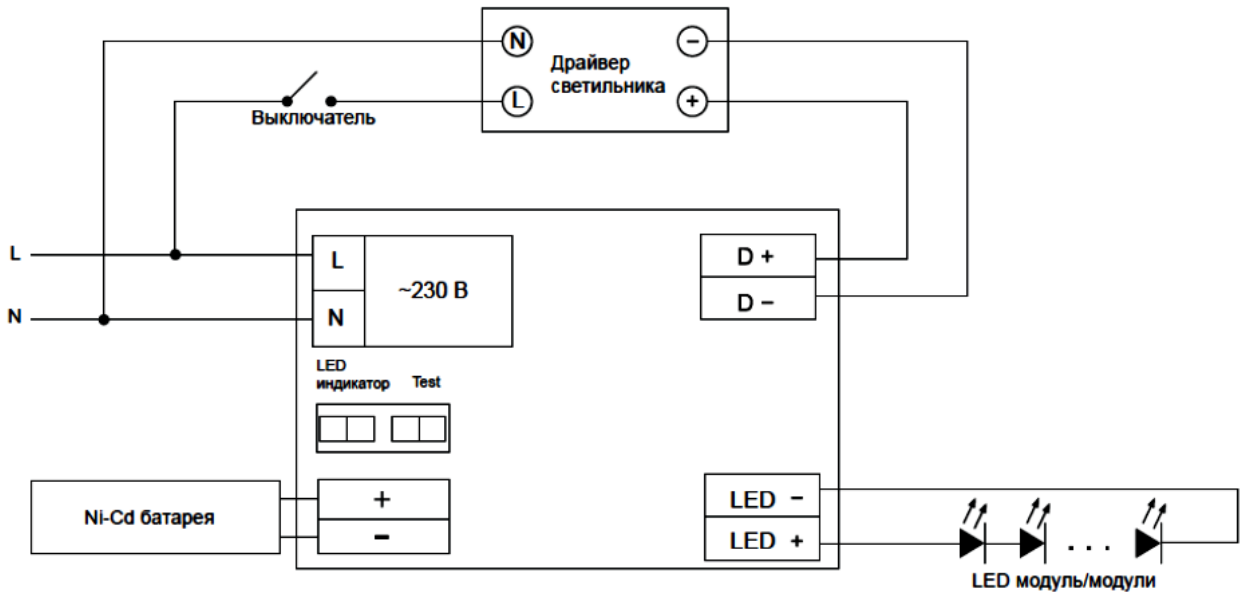 N
−
Драйвер
светильника
L
+
Выключатель
L
L
~230 В
D +
N
N
D −
LED
индикатор
Test
Ni-Cd батарея
+
−
LED −
LED +
. . .
LED модуль/модули